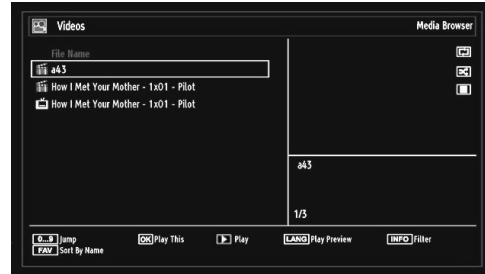 Videos
Media Browser
File Name
a43
How I Met Your Mother - 1x01 - Pilot
How I Met Your Mother - 1x01 - Pilot
a43
1/3
0...9 Jump
OK Play This
Play
LANG Play Preview
INFO Filter
FAV Sort By Name